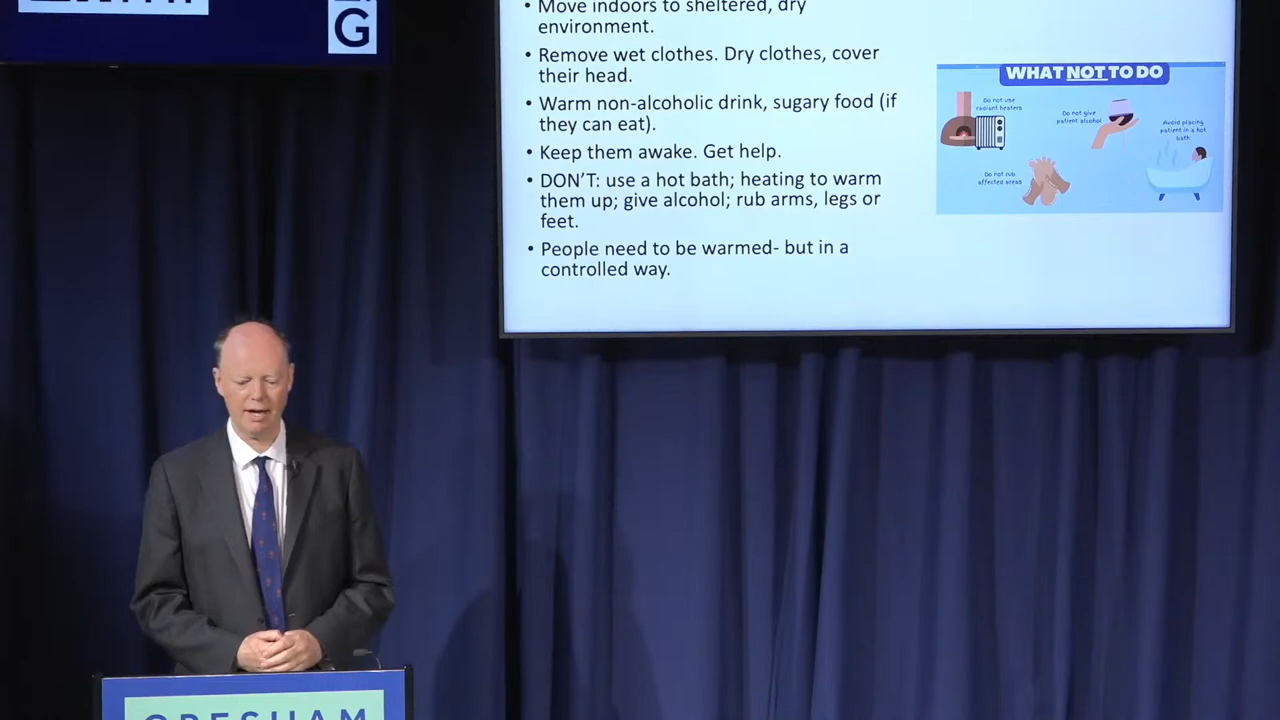 G
• Move indoors to sheltered, dry
environment.
• Remove wet clothes. Dry clothes, cover
their head.
• Warm non-alcoholic drink, sugary food (if
they can eat).
• Keep them awake. Get help.
• DON'T: use a hot bath; heating to warm
them up; give alcohol; rub arms, legs or
feet.
• People need to be warmed- but in a
controlled way.
WHAT NOT TO DO
Do not use
radiant heaters
Do not give
patient alcohol
Avoid placing
patient in a hot
bath
Do not rub
affected areas
GRESHAM